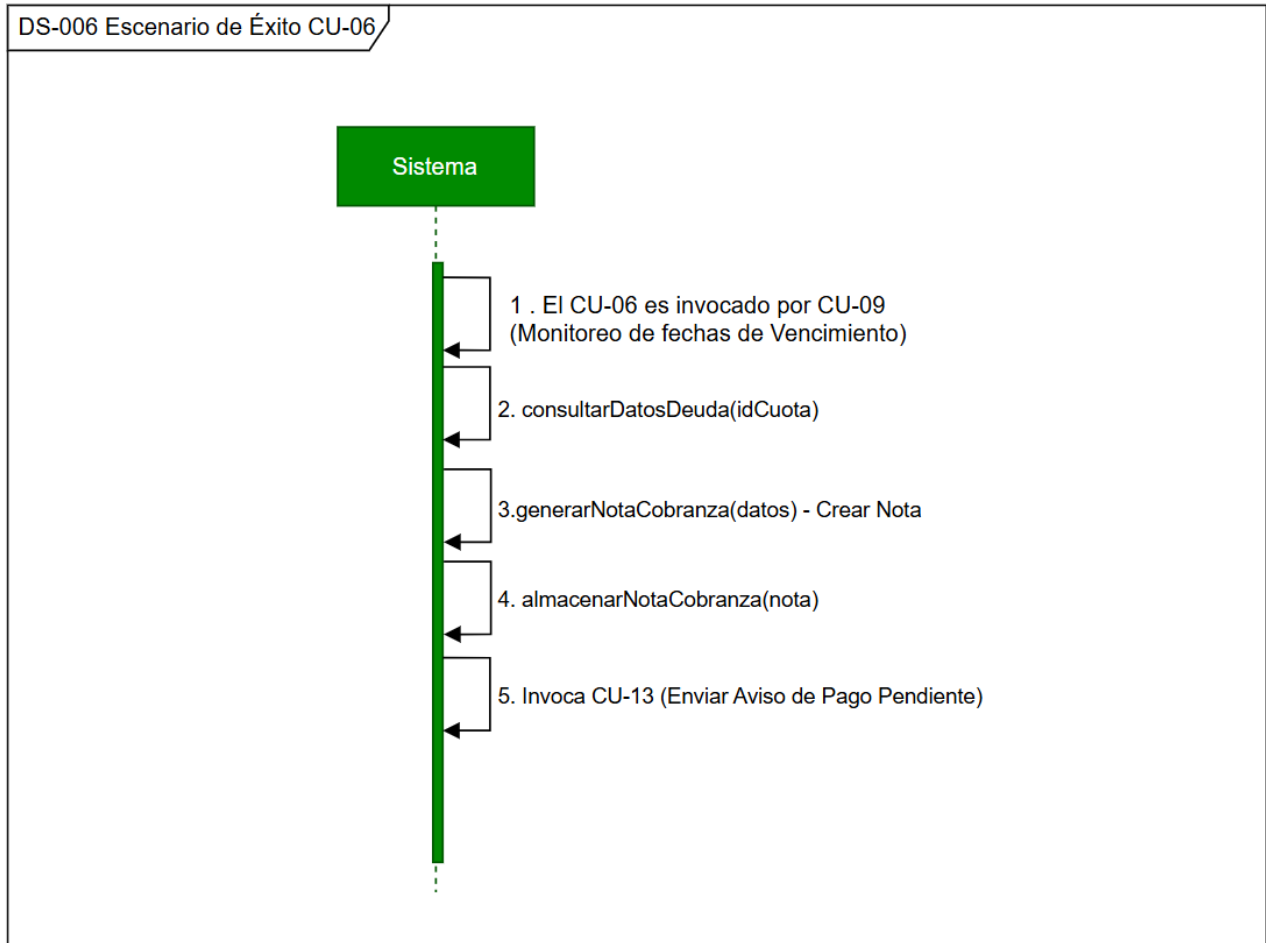 DS-006 Escenario de Éxito CU-06
Sistema
1 . El CU-06 es invocado por CU-09
(Monitoreo de fechas de Vencimiento)
2. consultarDatosDeuda(idCuota)
3.generarNotaCobranza(datos) - Crear Nota
4. almacenarNotaCobranza(nota)
5. Invoca CU-13 (Enviar Aviso de Pago Pendiente)